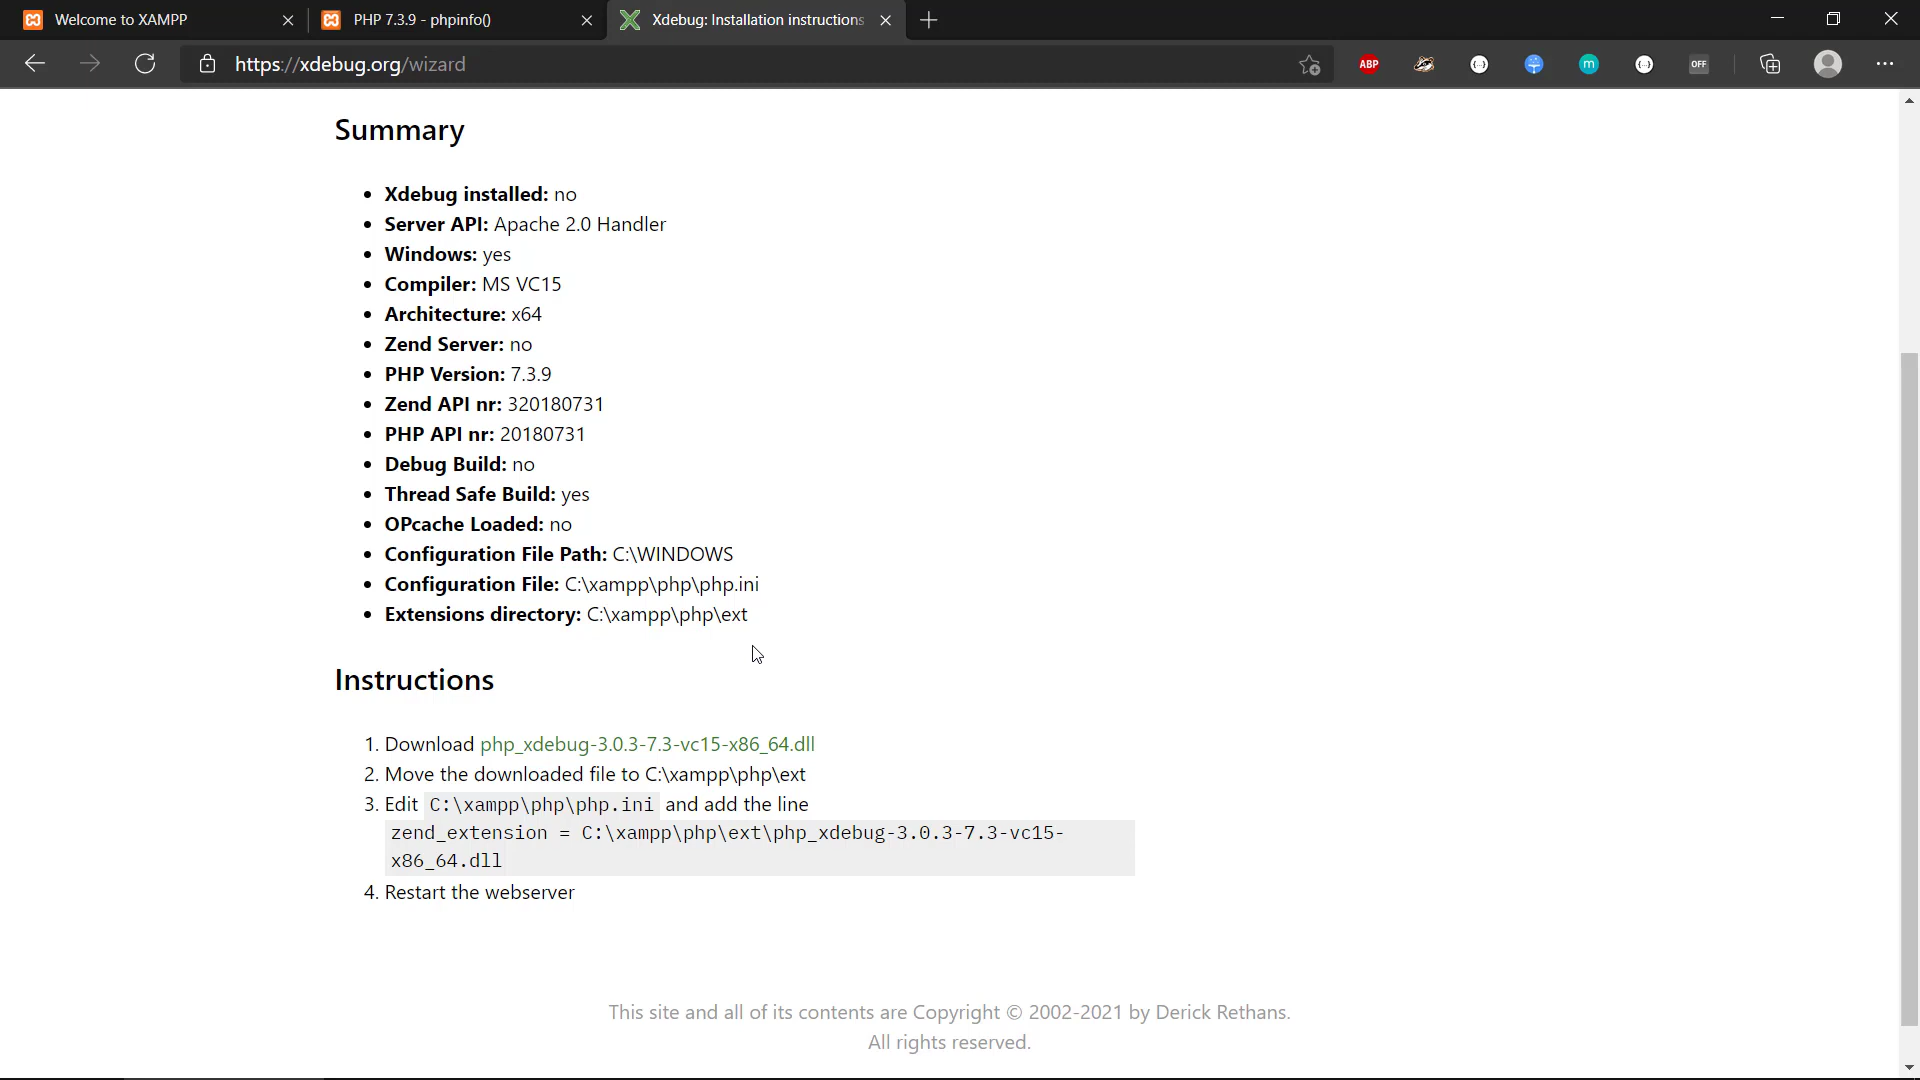 Welcome to XAMPP
PHP 7.3.9 - phpinfo()
Xdebug: Installation instructions
https://xdebug.org/wizard
ABP
m
OFF
Summary
• Xdebug installed: no
• Server API: Apache 2.0 Handler
• Windows: yes
• Compiler: MS VC15
• Architecture: x64
• Zend Server: no
• PHP Version: 7.3.9
• Zend API nr: 320180731
• PHP API nr: 20180731
• Debug Build: no
• Thread Safe Build: yes
• OPcache Loaded: no
• Configuration File Path: C:\WINDOWS
• Configuration File: C:\xampp\php\php.ini
• Extensions directory: C:\xampp\php\ext
Instructions
1. Download php_xdebug-3.0.3-7.3-vc15-x86_64.dll
2. Move the downloaded file to C:\xampp\php\ext
3. Edit C:\xampp\php\php.ini and add the line
zend_extension = C:\xampp\php\ext\php_xdebug-3.0.3-7.3-vc15-
x86_64.dll
4. Restart the webserver
This site and all of its contents are Copyright © 2002-2021 by Derick Rethans.
All rights reserved.